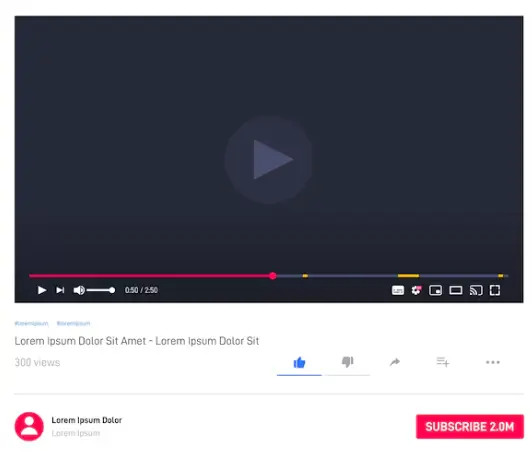 0:50 / 2:50
#loremipsum #loremipsum
Lorem Ipsum Dolor Sit Amet - Lorem Ipsum Dolor Sit
300 views
Lorem Ipsum Dolor
Lorem Ipsum
SUBSCRIBE 2.0M